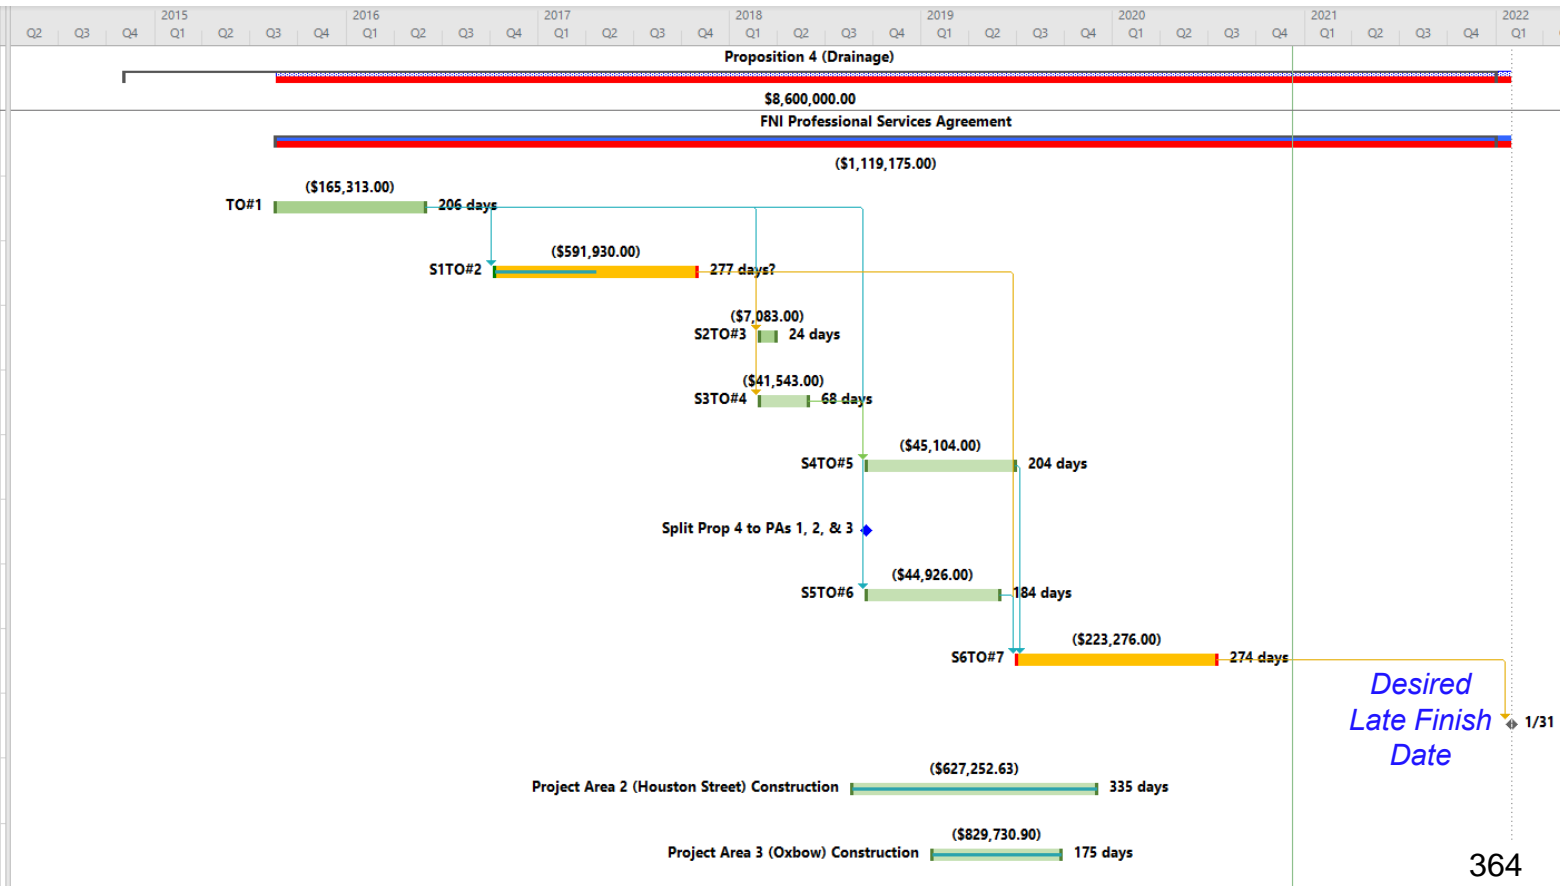 2015 2016 2017 2018 2019 2020 2021 2022
Q2 Q3 Q4 Q1 Q2 Q3 Q4 Q1 Q2 Q3 Q4 Q1 Q2 Q3 Q4 Q1 Q2 Q3 Q4 Q1 Q2 Q3 Q4 Q1 Q2 Q3 Q4 Q1 Q2 Q3 Q4 Q1
Proposition 4 (Drainage)
$8,600,000.00
FNI Professional Services Agreement
($1,119,175.00)
($165,313.00)
TO#1 206 days
($591,930.00)
S1TO#2 277 days?
($7,083.00)
S2TO#3 24 days
($41,543.00)
S3TO#4 68 days
($45,104.00)
S4TO#5 204 days
Split Prop 4 to PAs 1, 2, & 3
($44,926.00)
S5TO#6 184 days
($223,276.00)
S6TO#7 274 days
Desired
Late Finish
Date
1/31
($627,252.63)
Project Area 2 (Houston Street) Construction 335 days
($829,730.90)
Project Area 3 (Oxbow) Construction 175 days
364